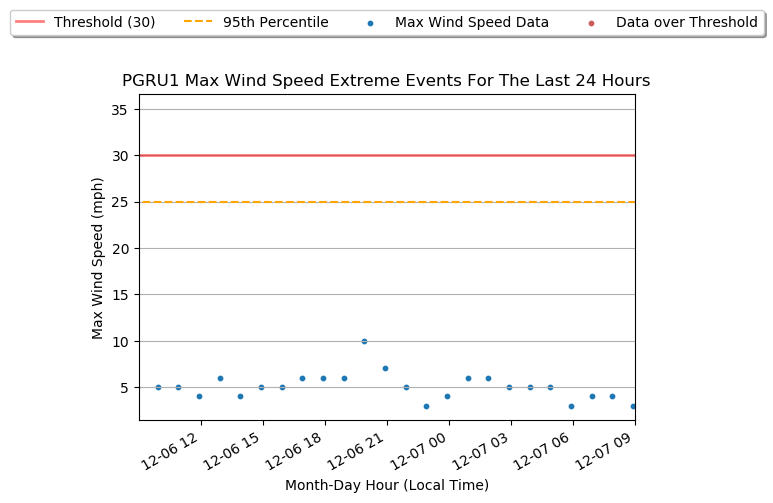 Threshold (30) 95th Percentile Max Wind Speed Data Data over Threshold
PGRU1 Max Wind Speed Extreme Events For The Last 24 Hours
35
30
25
20
15
10
5
Max Wind Speed (mph)
12-06 12 12-06 15 12-06 18 12-06 21 12-07 00 12-07 03 12-07 06 12-07 09
Month-Day Hour (Local Time)